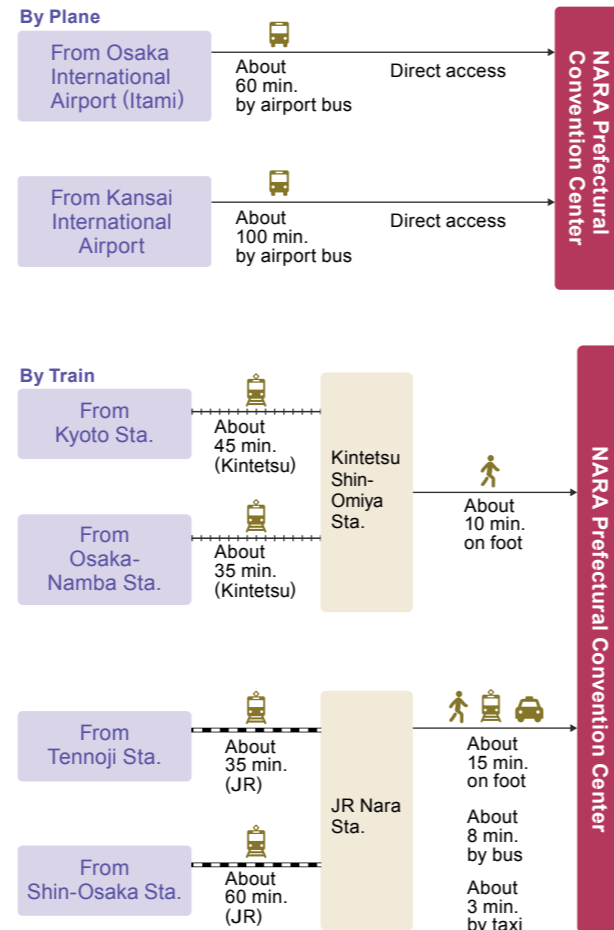 By Plane
From Osaka
International
Airport (Itami)
About
60 min.
by airport bus
Direct access
From Kansai
International
Airport
About
100 min.
by airport bus
Direct access
NARA Prefectural
Convention Center
By Train
From
Kyoto Sta.
About
45 min.
(Kintetsu)
From
Osaka-
Namba Sta.
About
35 min.
(Kintetsu)
Kintetsu
Shin-
Omiya
Sta.
About
10 min.
on foot
From
Tennoji Sta.
About
35 min.
(JR)
From
Shin-Osaka Sta.
About
60 min.
(JR)
JR Nara
Sta.
About
15 min.
on foot
About
8 min.
by bus
About
3 min.
by taxi
NARA Prefectural Convention Center